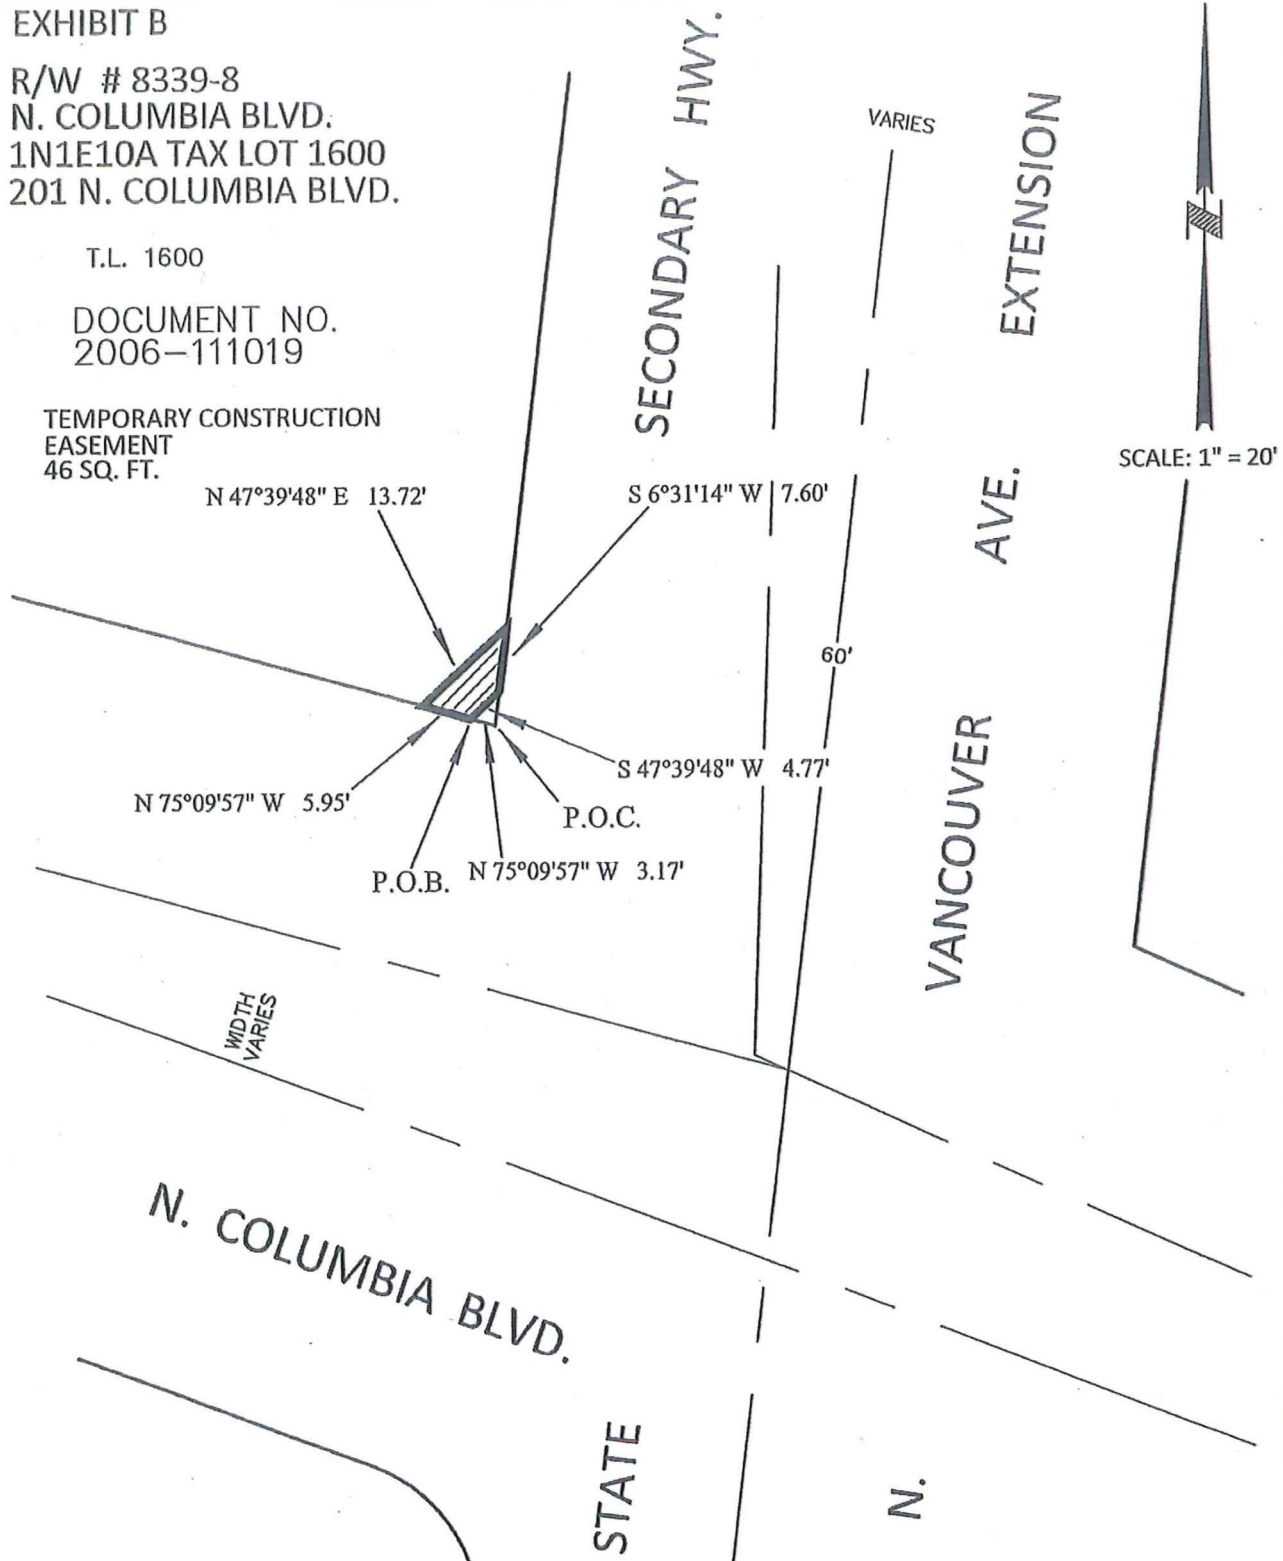 EXHIBIT B
R/W # 8339-8
N. COLUMBIA BLVD.
1N1E10A TAX LOT 1600
201 N. COLUMBIA BLVD.
T.L. 1600
DOCUMENT NO.
2006-111019
TEMPORARY CONSTRUCTION
EASEMENT
46 SQ. FT.
N 47°39'48" E 13.72'
S 6°31'14" W 7.60'
SECONDARY HWY.
VARIES
VANCOUVER AVE. EXTENSION
SCALE: 1" = 20'
60'
S 47°39'48" W 4.77'
N 75°09'57" W 5.95'
P.O.C.
P.O.B.
N 75°09'57" W 3.17'
WIDTH
VARIES
N. COLUMBIA BLVD.
STATE
N.